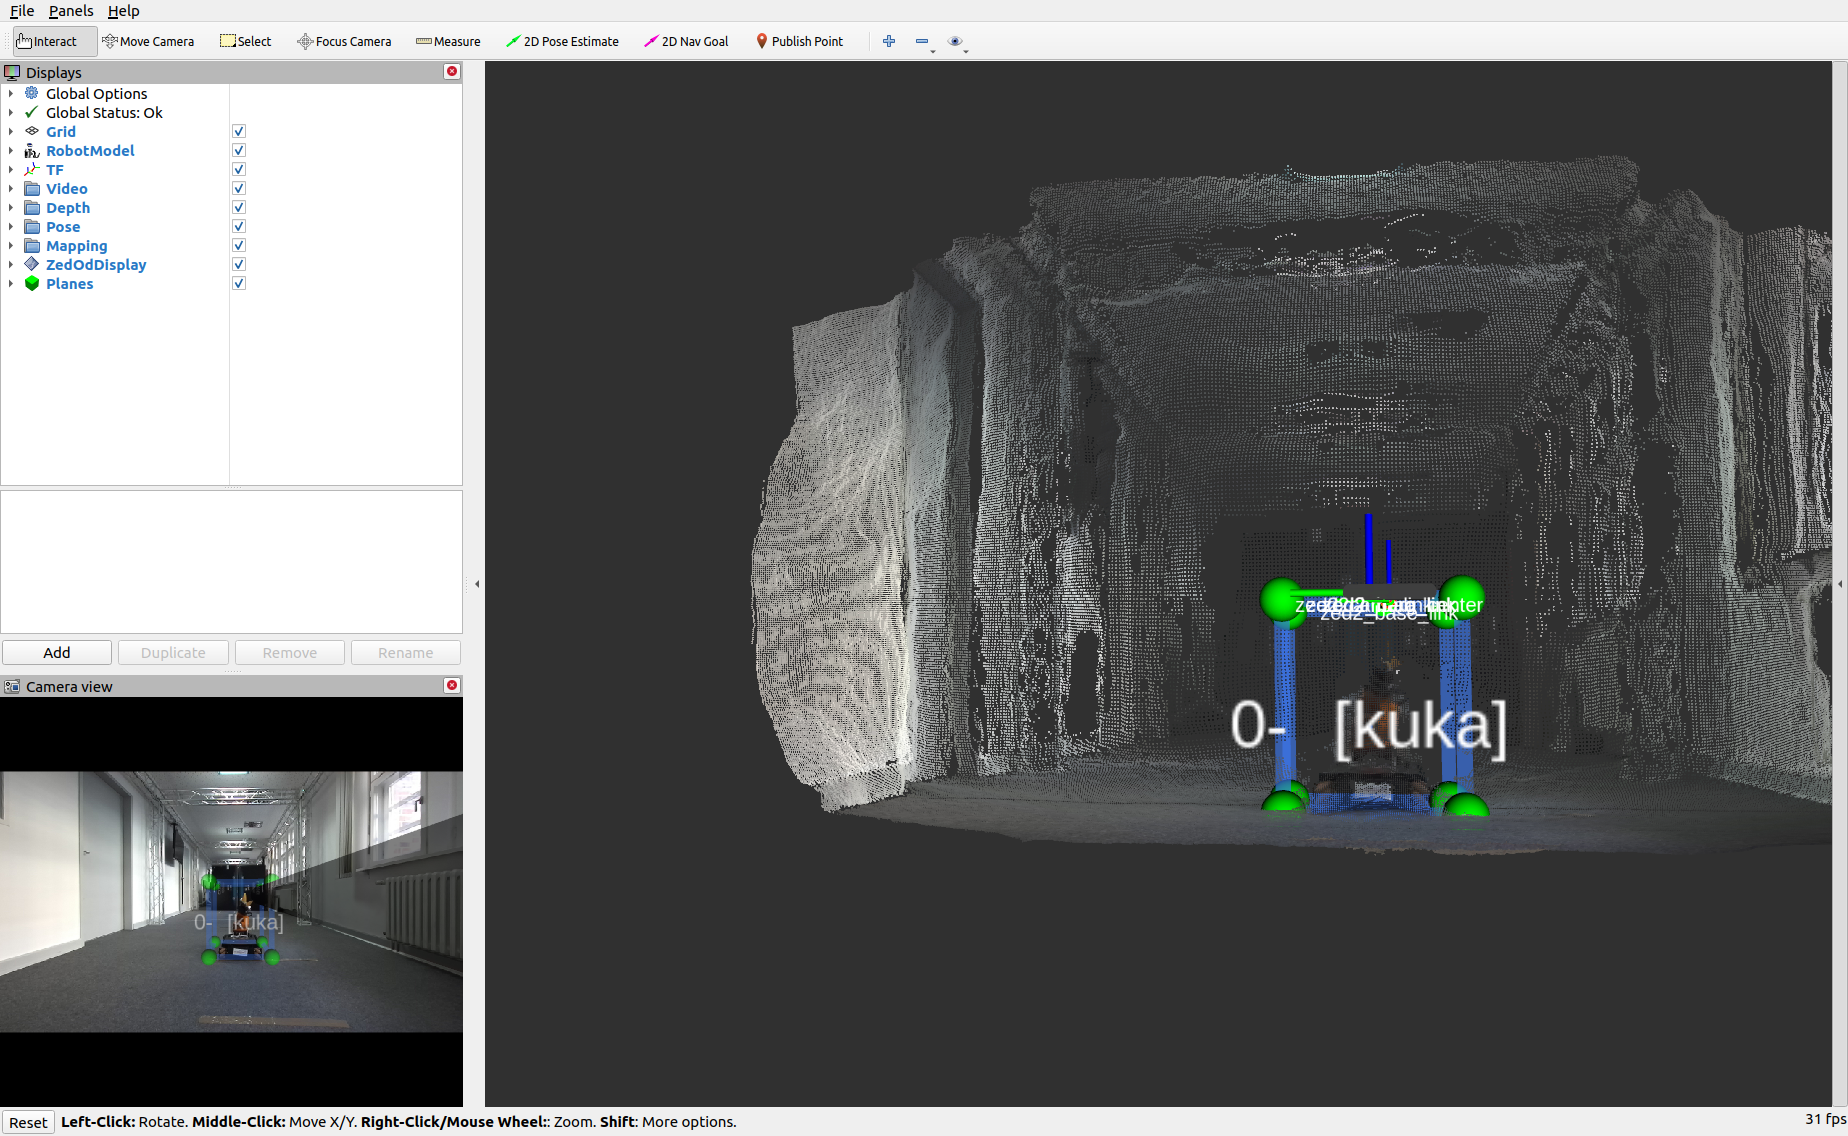 File Panels Help
Interact Move Camera Select Focus Camera Measure 2D Pose Estimate 2D Nav Goal Publish Point
Displays
Global Options
Global Status: Ok
Grid
RobotModel
TF
Video
Depth
Pose
Mapping
ZedOdDisplay
Planes
Add Duplicate Remove Rename
Camera view
0- [kuka]
zed2_base_link
0- [kuka]
Reset Left-Click: Rotate. Middle-Click: Move X/Y. Right-Click/Mouse Wheel:: Zoom. Shift: More options. 31 fps